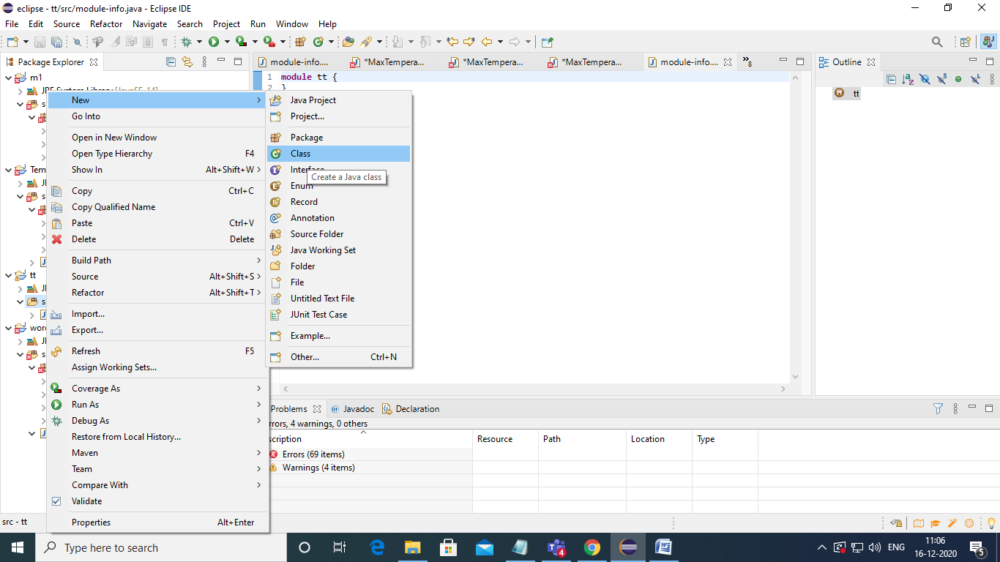 eclipse - tt/src/module-info.java - Eclipse IDE
File Edit Source Refactor Navigate Search Project Run Window Help
Package Explorer
module-info....
*MaxTempera...
*MaxTempera...
*MaxTempera...
module-info....
»8
Outline
m1
1 module tt {
2 }
tt
New
Go Into
Open in New Window
Open Type Hierarchy F4
Show In Alt+Shift+W
Copy Ctrl+C
Copy Qualified Name
Paste Ctrl+V
Delete Delete
Build Path
Source Alt+Shift+S
Refactor Alt+Shift+T
Import...
Export...
Refresh F5
Assign Working Sets...
Coverage As
Run As
Debug As
Restore from Local History...
Maven
Team
Compare With
Validate
Properties Alt+Enter
Java Project
Project...
Package
Class
Interface
Create a Java class
Enum
Record
Annotation
Source Folder
Java Working Set
Folder
File
Untitled Text File
JUnit Test Case
Example...
Other... Ctrl+N
JRE System Library [JavaSE-14]
s
Tem
JI
s
tt
JI
s
wor
JI
s
Problems @ Javadoc Declaration
rrors, 4 warnings, 0 others
scription Resource Path Location Type
Errors (69 items)
Warnings (4 items)
src - tt
Type here to search
4
ENG
11:06
16-12-2020
5